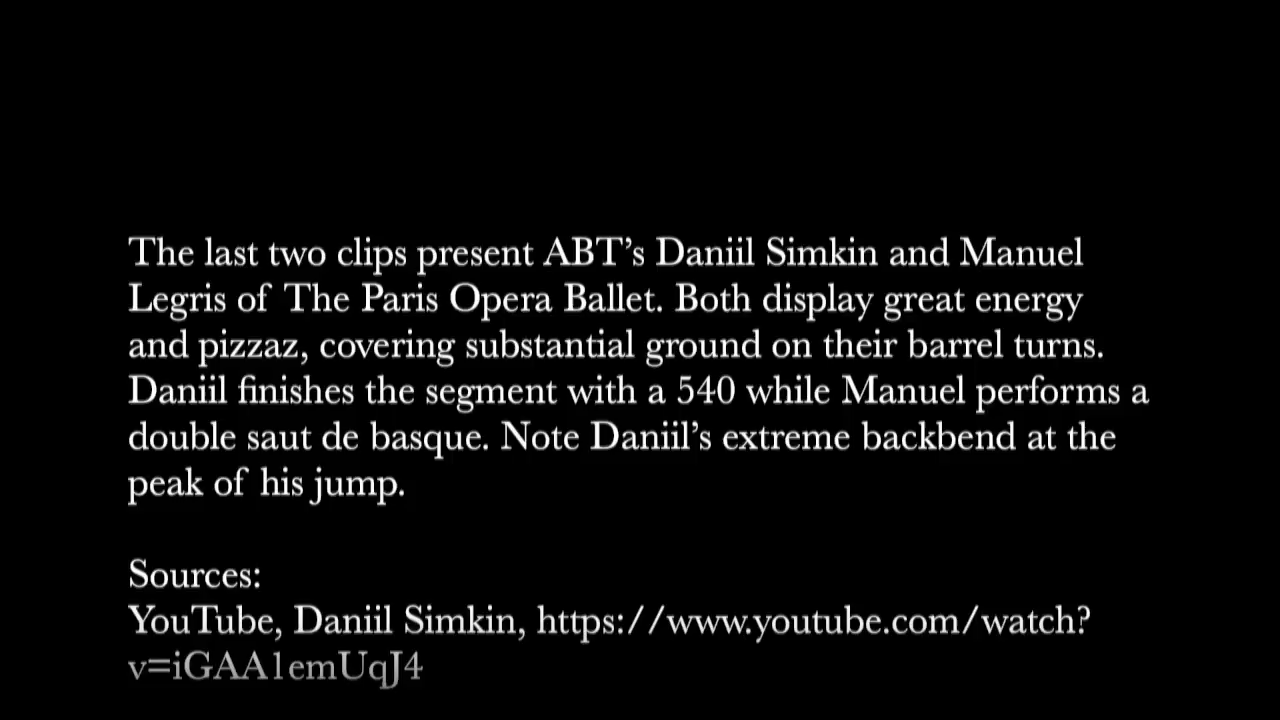 The last two clips present ABT’s Daniil Simkin and Manuel
Legris of The Paris Opera Ballet. Both display great energy
and pizzaz, covering substantial ground on their barrel turns.
Daniil finishes the segment with a 540 while Manuel performs a
double saut de basque. Note Daniil’s extreme backbend at the
peak of his jump.
Sources:
YouTube, Daniil Simkin, https://www.youtube.com/watch?
v=iGAA1emUqJ4